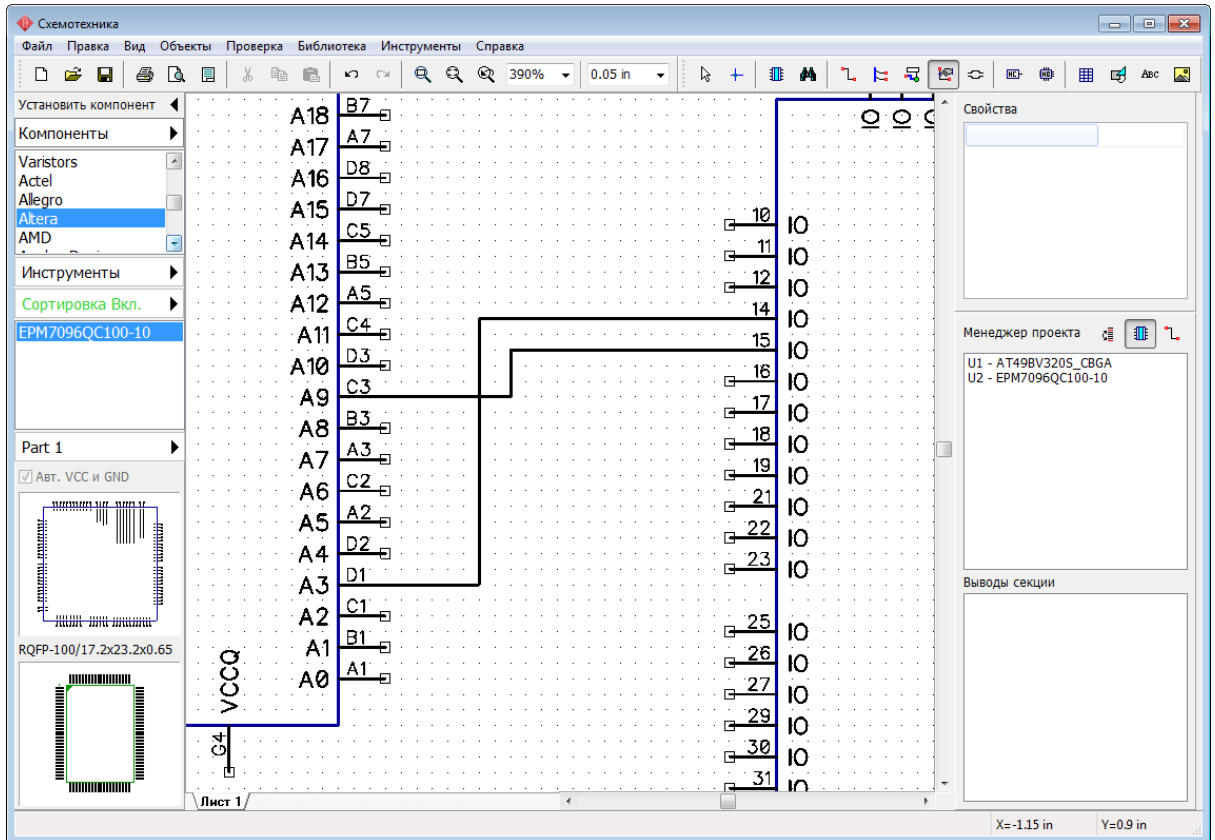 Схемотехника
Файл Правка Вид Объекты Проверка Библиотека Инструменты Справка
390% 0.05 in ABC
Установить компонент
Компоненты
Varistors
Actel
Allegro
Altera
AMD
Инструменты
Сортировка Вкл.
EPM7096QC100-10
Part 1
Авт. VCC и GND
RQFP-100/17.2x23.2x0.65
A18 B7
A17 A7
A16 D8
A15 D7
A14 C5
A13 B5
A12 A5
A11 C4
A10 D3
A9 C3
A8 B3
A7 A3
A6 C2
A5 A2
A4 D2
A3 D1
A2 C1
A1 B1
A0 A1
VCCQ
G4
10 IO
11 IO
12 IO
14 IO
15 IO
16 IO
17 IO
18 IO
19 IO
21 IO
22 IO
23 IO
25 IO
26 IO
27 IO
29 IO
30 IO
31 IO
Лист 1
Свойства
Менеджер проекта
U1 - AT49BV320S_CBGA
U2 - EPM7096QC100-10
Выводы секции
X=-1.15 in Y=0.9 in